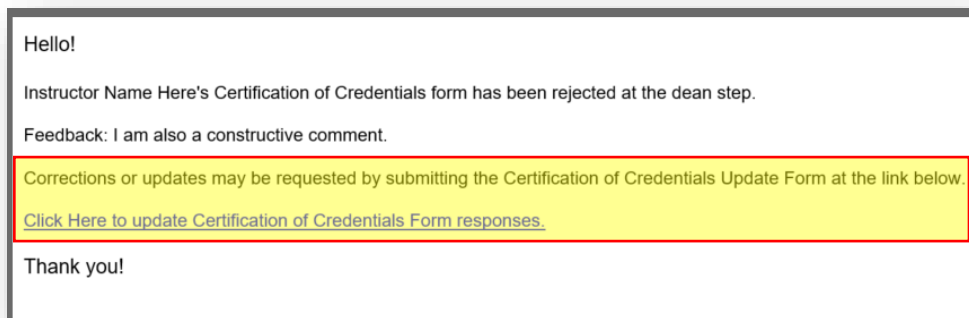 Hello!
Instructor Name Here's Certification of Credentials form has been rejected at the dean step.
Feedback: I am also a constructive comment.
Corrections or updates may be requested by submitting the Certification of Credentials Update Form at the link below.
Click Here to update Certification of Credentials Form responses.
Thank you!